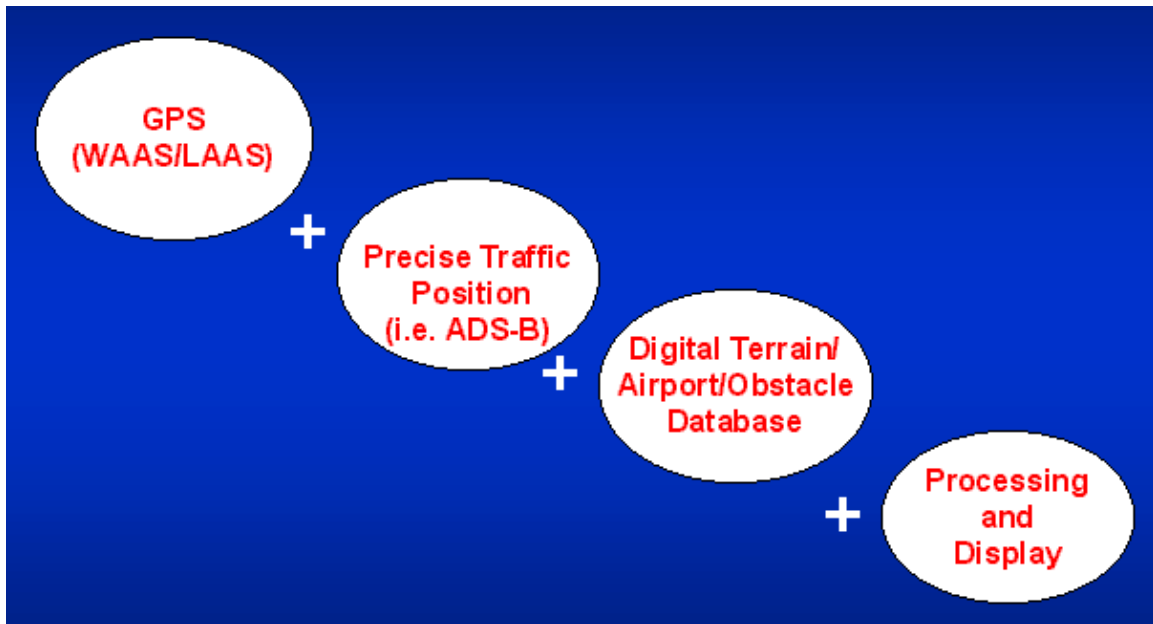 GPS
(WAAS/LAAS)
+
Precise Traffic
Position
(i.e. ADS-B)
+
Digital Terrain/
Airport/Obstacle
Database
+
Processing
and
Display